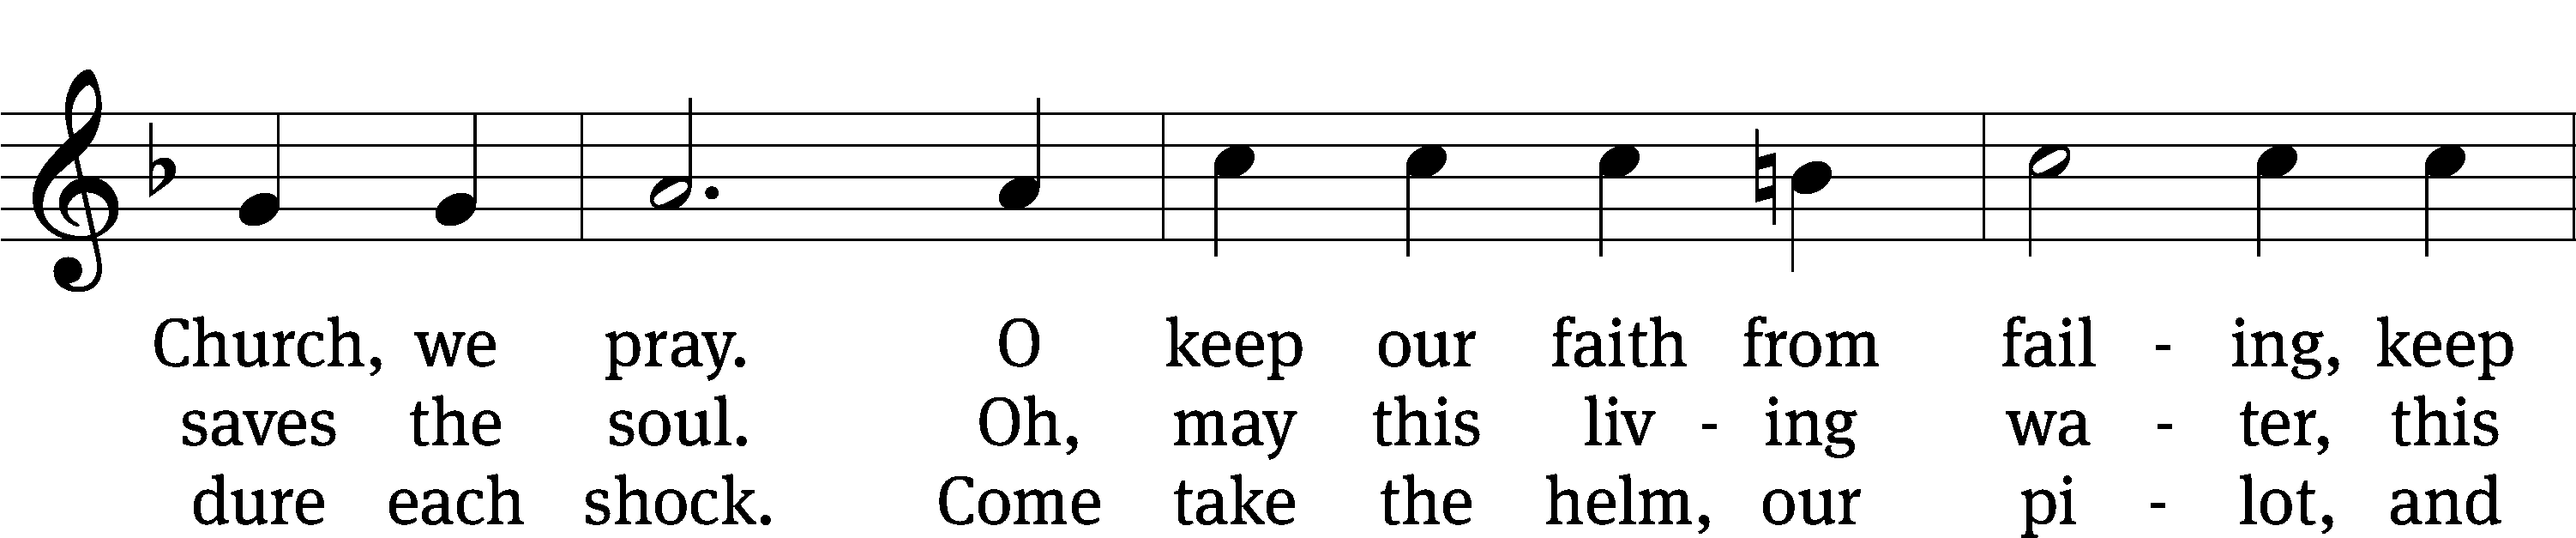 Church, we pray. O keep our faith from fail - ing, keep
saves the soul. Oh, may this liv - ing wa - ter, this
dure each shock. Come take the helm, our pi - lot, and